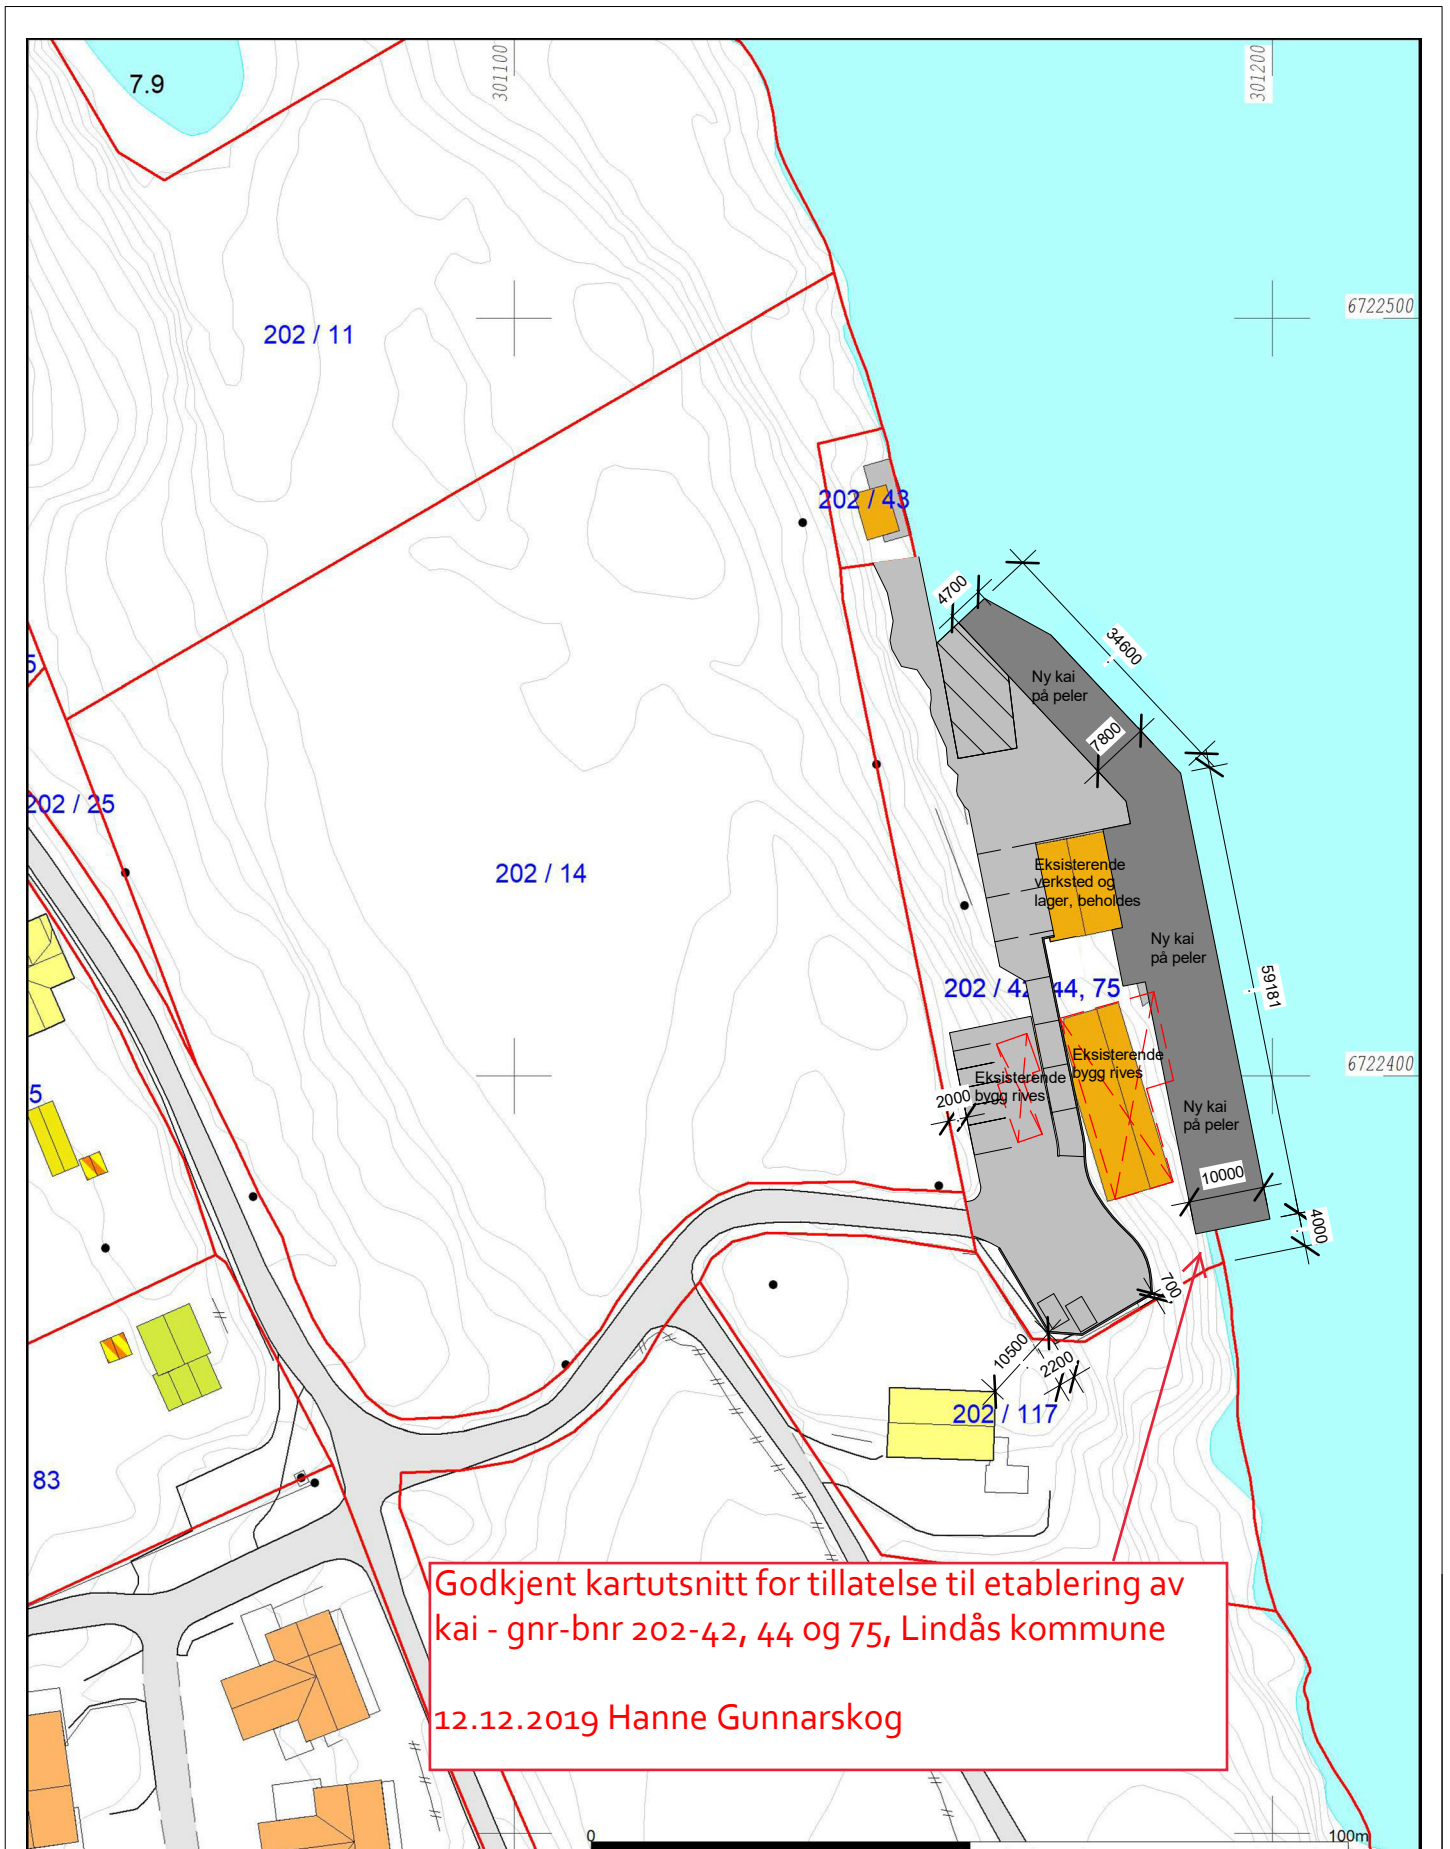 7.9
301100
301200
6722500
202 / 11
202 / 43
4700
34600
5
Ny kai
på peler
7800
202 / 25
202 / 14
Eksisterende
verksted og
lager, beholdes
Ny kai
på peler
59181
202 / 42, 44, 75
6722400
Eksisterende
bygg rives
Eksisterende
bygg rives
2000
5
Ny kai
på peler
10000
4000
700
10500
2200
202 / 117
83
Godkjent kartutsnitt for tillatelse til etablering av
kai - gnr-bnr 202-42, 44 og 75, Lindås kommune
12.12.2019 Hanne Gunnarskog
0
100m